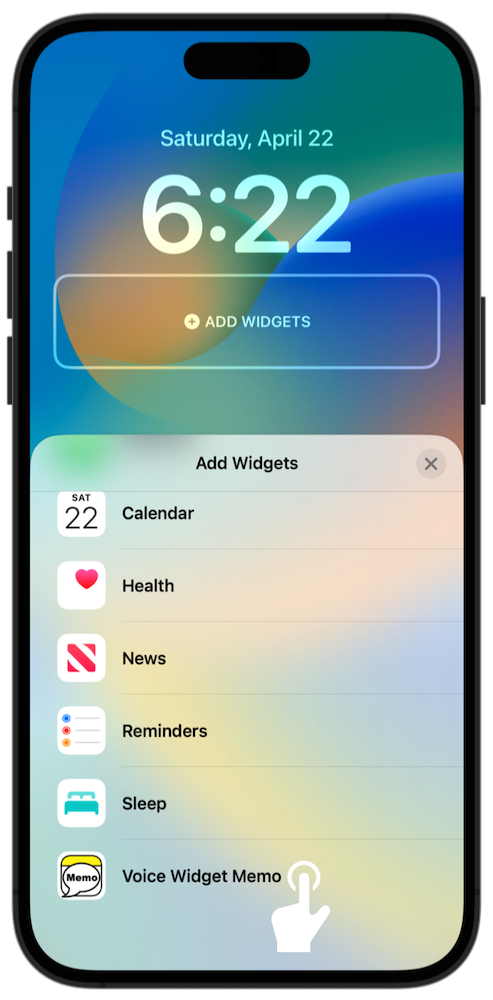 Saturday, April 22
6:22
ADD WIDGETS
Add Widgets
SAT
22
Calendar
Health
News
Reminders
Sleep
Memo
Voice Widget Memo